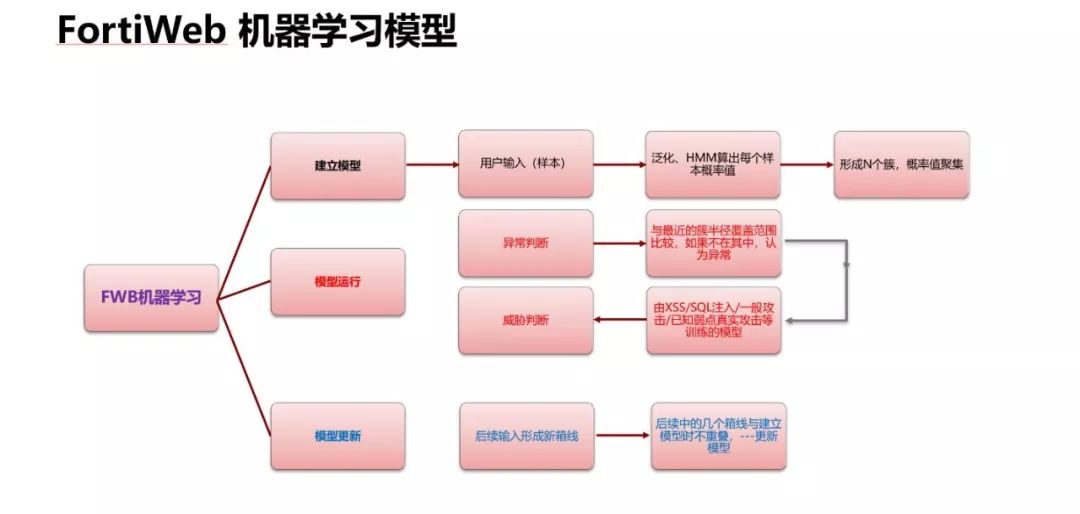 FortiWeb 机器学习模型
建立模型
用户输入（样本）
泛化、HMM算出每个样
本概率值
形成N个簇，概率值聚集
异常判断
与最近的簇半径覆盖范围
比较，如果不在其中，认
为异常
FWB机器学习
模型运行
威胁判断
由XSS/SQL注入/一般攻
击/已知弱点真实攻击等
训练的模型
模型更新
后续输入形成新箱线
后续中的几个箱线与建立
模型时不重叠，---更新
模型